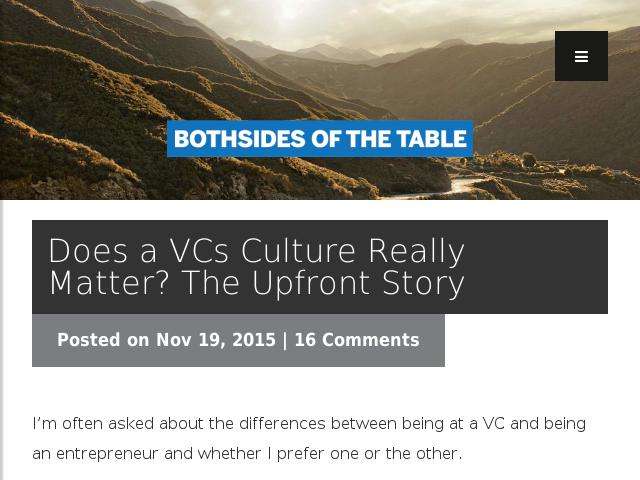 BOTHSIDES OF THE TABLE
Does a VCs Culture Really
Matter? The Upfront Story
Posted on Nov 19, 2015 | 16 Comments
I’m often asked about the differences between being at a VC and being
an entrepreneur and whether I prefer one or the other.